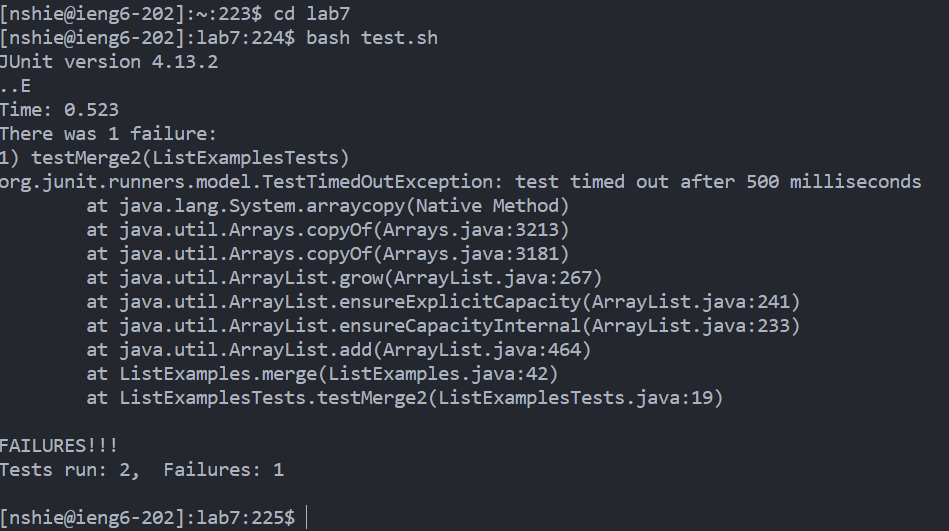 [nshie@ieng6-202]:~:223$ cd lab7
[nshie@ieng6-202]:lab7:224$ bash test.sh
JUnit version 4.13.2
..E
Time: 0.523
There was 1 failure:
1) testMerge2(ListExamplesTests)
org.junit.runners.model.TestTimedOutException: test timed out after 500 milliseconds
        at java.lang.System.arraycopy(Native Method)
        at java.util.Arrays.copyOf(Arrays.java:3213)
        at java.util.Arrays.copyOf(Arrays.java:3181)
        at java.util.ArrayList.grow(ArrayList.java:267)
        at java.util.ArrayList.ensureExplicitCapacity(ArrayList.java:241)
        at java.util.ArrayList.ensureCapacityInternal(ArrayList.java:233)
        at java.util.ArrayList.add(ArrayList.java:464)
        at ListExamples.merge(ListExamples.java:42)
        at ListExamplesTests.testMerge2(ListExamplesTests.java:19)
FAILURES!!!
Tests run: 2,  Failures: 1
[nshie@ieng6-202]:lab7:225$